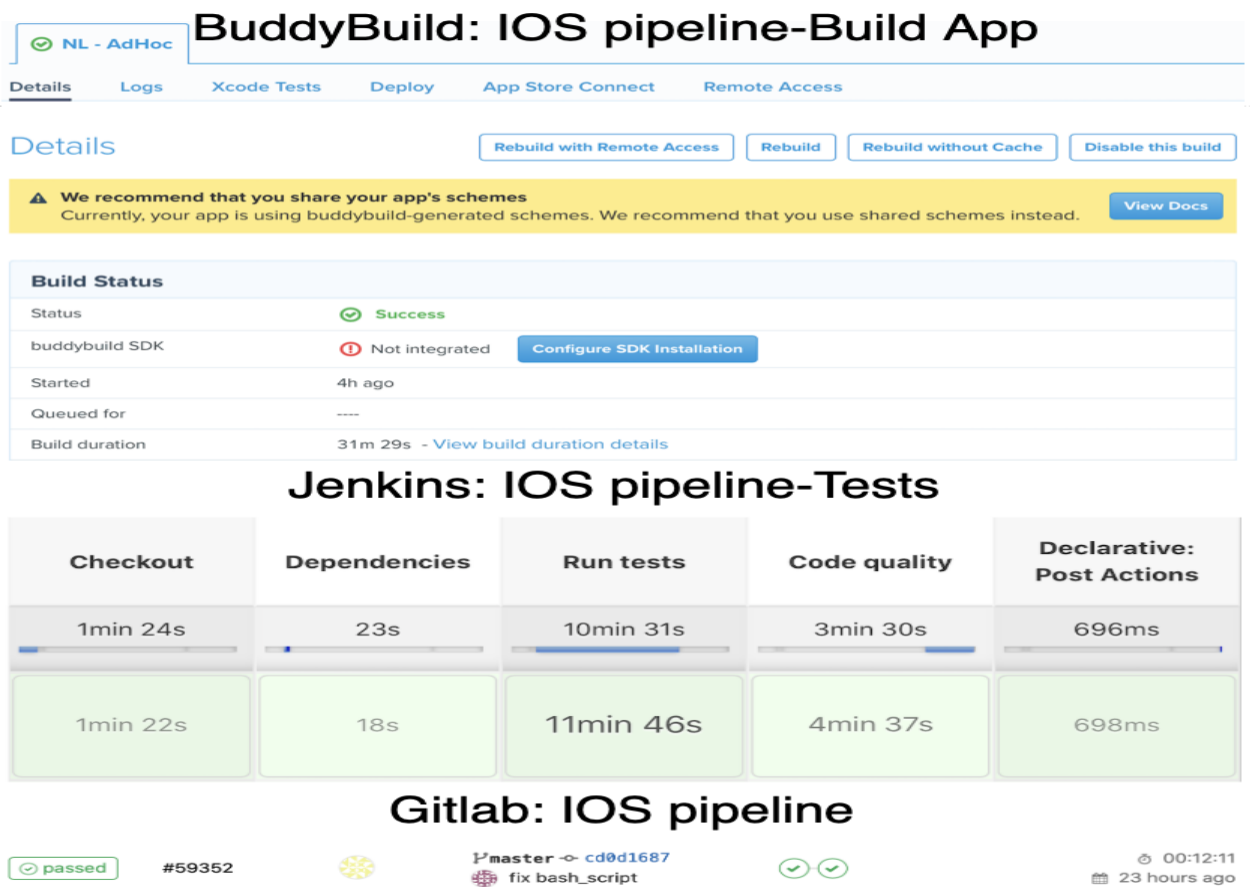 BuddyBuild: IOS pipeline-Build App
NL - AdHoc
Details Logs Xcode Tests Deploy App Store Connect Remote Access
Details Rebuild with Remote Access Rebuild Rebuild without Cache Disable this build
We recommend that you share your app's schemes
Currently, your app is using buddybuild-generated schemes. We recommend that you use shared schemes instead. View Docs
Build Status
Status Success
buddybuild SDK Not integrated Configure SDK Installation
Started 4h ago
Queued for ----
Build duration 31m 29s - View build duration details
Jenkins: IOS pipeline-Tests
Checkout Dependencies Run tests Code quality Declarative: Post Actions
1min 24s 23s 10min 31s 3min 30s 696ms
1min 22s 18s 11min 46s 4min 37s 698ms
Gitlab: IOS pipeline
passed #59352 master cd0d1687 00:12:11
fix bash_script 23 hours ago